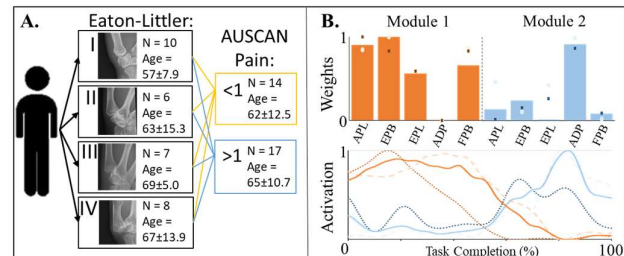 A.
Eaton-Littler:
I
N = 10
Age =
57±7.9
II
N = 6
Age =
63±15.3
III
N = 7
Age =
69±5.0
IV
N = 8
Age =
67±13.9
AUSCAN
Pain:
<1
N = 14
Age =
62±12.5
>1
N = 17
Age =
65±10.7
B.
Module 1
Module 2
Weights
1
0
APL
EPB
EPL
ADP
FPB
APL
EPB
EPL
ADP
FPB
Activation
1
0
100
Task Completion (%)